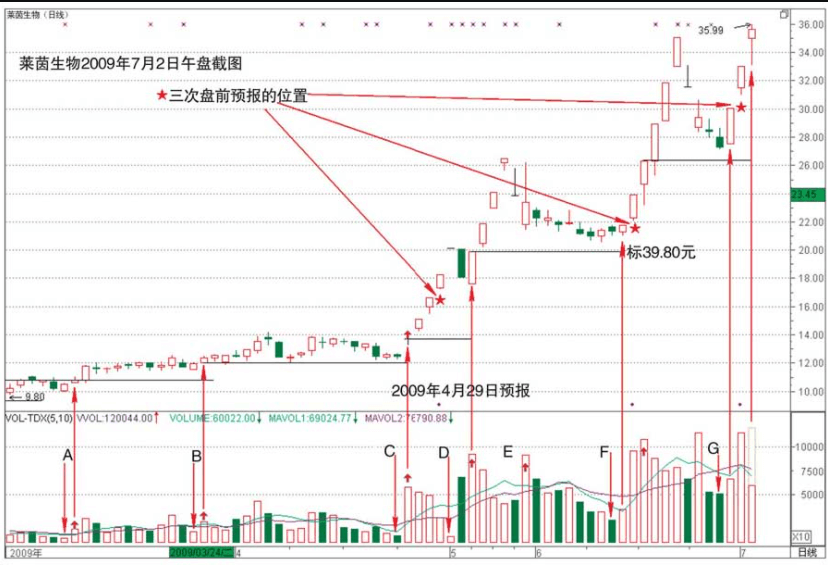 莱茵生物（日线）
36.00
35.99
34.00
莱茵生物2009年7月2日午盘截图
32.00
★三次盘前预报的位置
30.00
28.00
26.00
23.45
22.00
标39.80元
20.00
18.00
16.00
14.00
12.00
2009年4月29日预报
10.00
9.80
VOL-TDX(5,10) VVOL:120044.00↑ VOLUME:60022.00↓ MAVOL1:69024.77↓ MAVOL2:76790.88↓
A B C D E F G
10000
7500
5000
X10
2009年 2009/03/24/二 4 5 6 7 日线